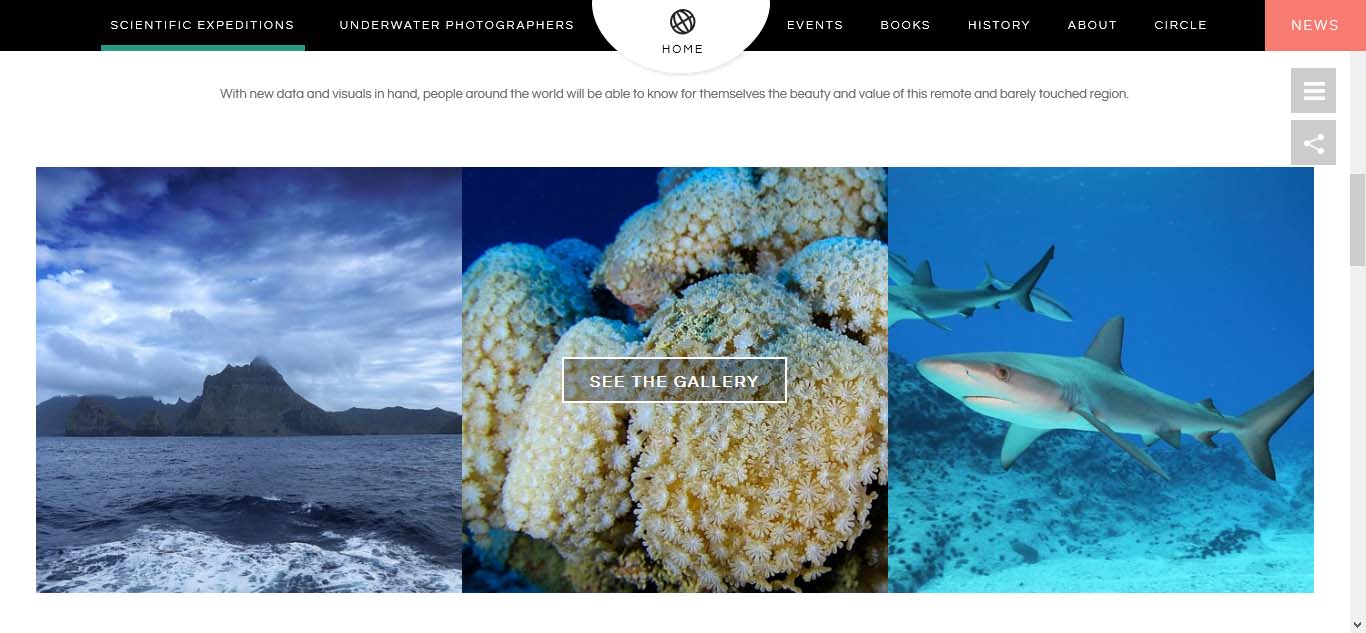 SCIENTIFIC EXPEDITIONS
UNDERWATER PHOTOGRAPHERS
HOME
EVENTS
BOOKS
HISTORY
ABOUT
CIRCLE
NEWS
With new data and visuals in hand, people around the world will be able to know for themselves the beauty and value of this remote and barely touched region.
SEE THE GALLERY